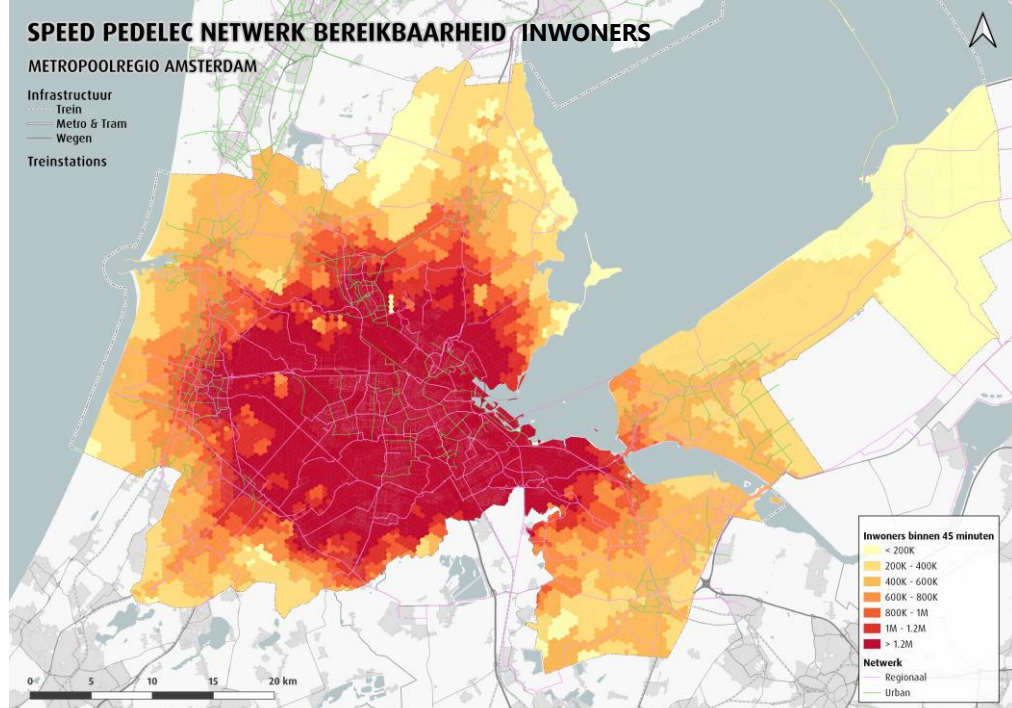 SPEED PEDELEC NETWERK BEREIKBAARHEID INWONERS
METROPOOLREGIO AMSTERDAM
Infrastructuur
Trein
Metro & Tram
Wegen
Treinstations
Inwoners binnen 45 minuten
< 200K
200K - 400K
400K - 600K
600K - 800K
800K - 1M
1M - 1.2M
> 1.2M
Netwerk
Regionaal
Urban
0 5 10 15 20 km